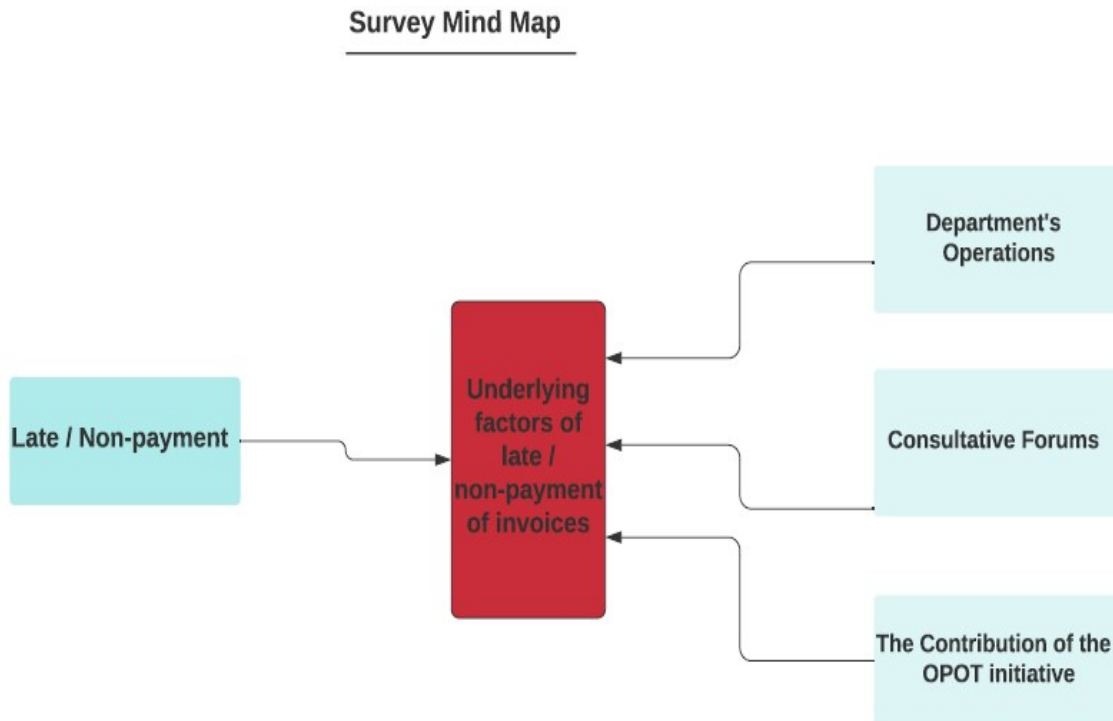 Survey Mind Map
Department's
Operations
Late / Non-payment
Underlying
factors of
late /
non-payment
of invoices
Consultative Forums
The Contribution of the
OPOT initiative